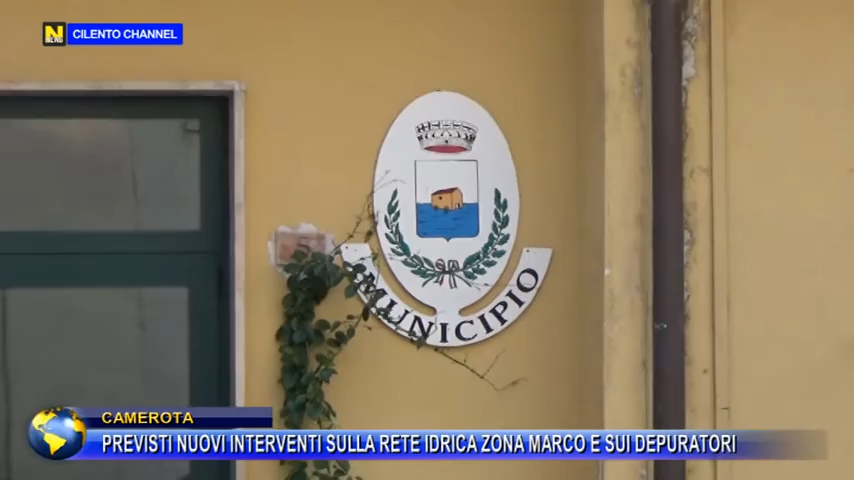 CILENTO CHANNEL
MUNICIPIO
CAMEROTA
PREVISTI NUOVI INTERVENTI SULLA RETE IDRICA ZONA MARCO E SUI DEPURATORI